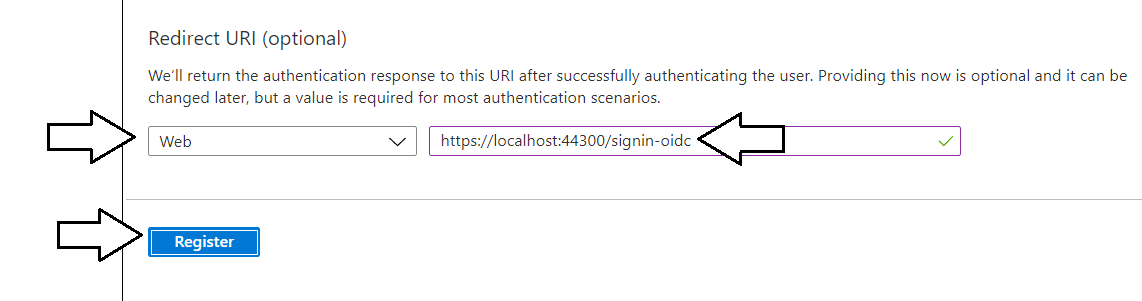 Redirect URI (optional)
We'll return the authentication response to this URI after successfully authenticating the user. Providing this now is optional and it can be
changed later, but a value is required for most authentication scenarios.
Web https://localhost:44300/signin-oidc
Register